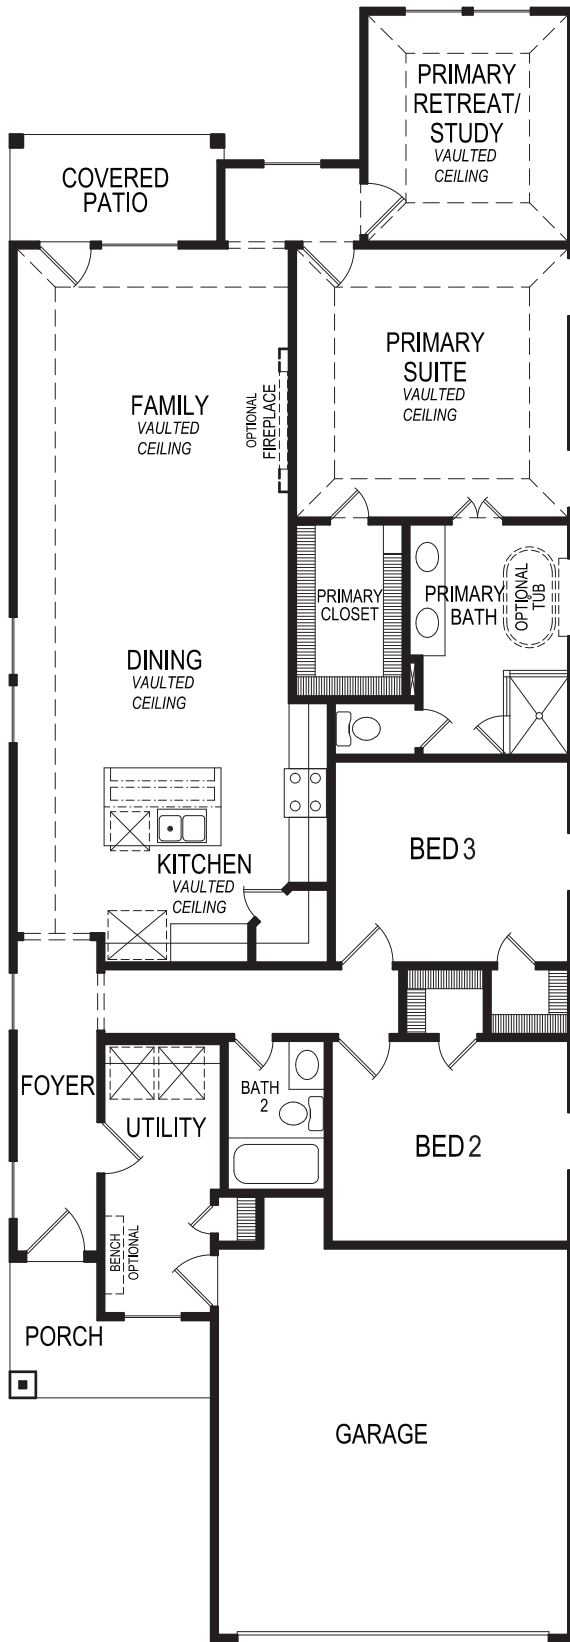 PRIMARY
RETREAT/
STUDY
VAULTED
CEILING
COVERED
PATIO
PRIMARY
SUITE
VAULTED
CEILING
FAMILY
VAULTED
CEILING
OPTIONAL
FIREPLACE
PRIMARY
CLOSET
PRIMARY
BATH
OPTIONAL
TUB
DINING
VAULTED
CEILING
KITCHEN
VAULTED
CEILING
BED 3
FOYER
UTILITY
BATH
2
BED 2
BENCH
OPTIONAL
PORCH
GARAGE